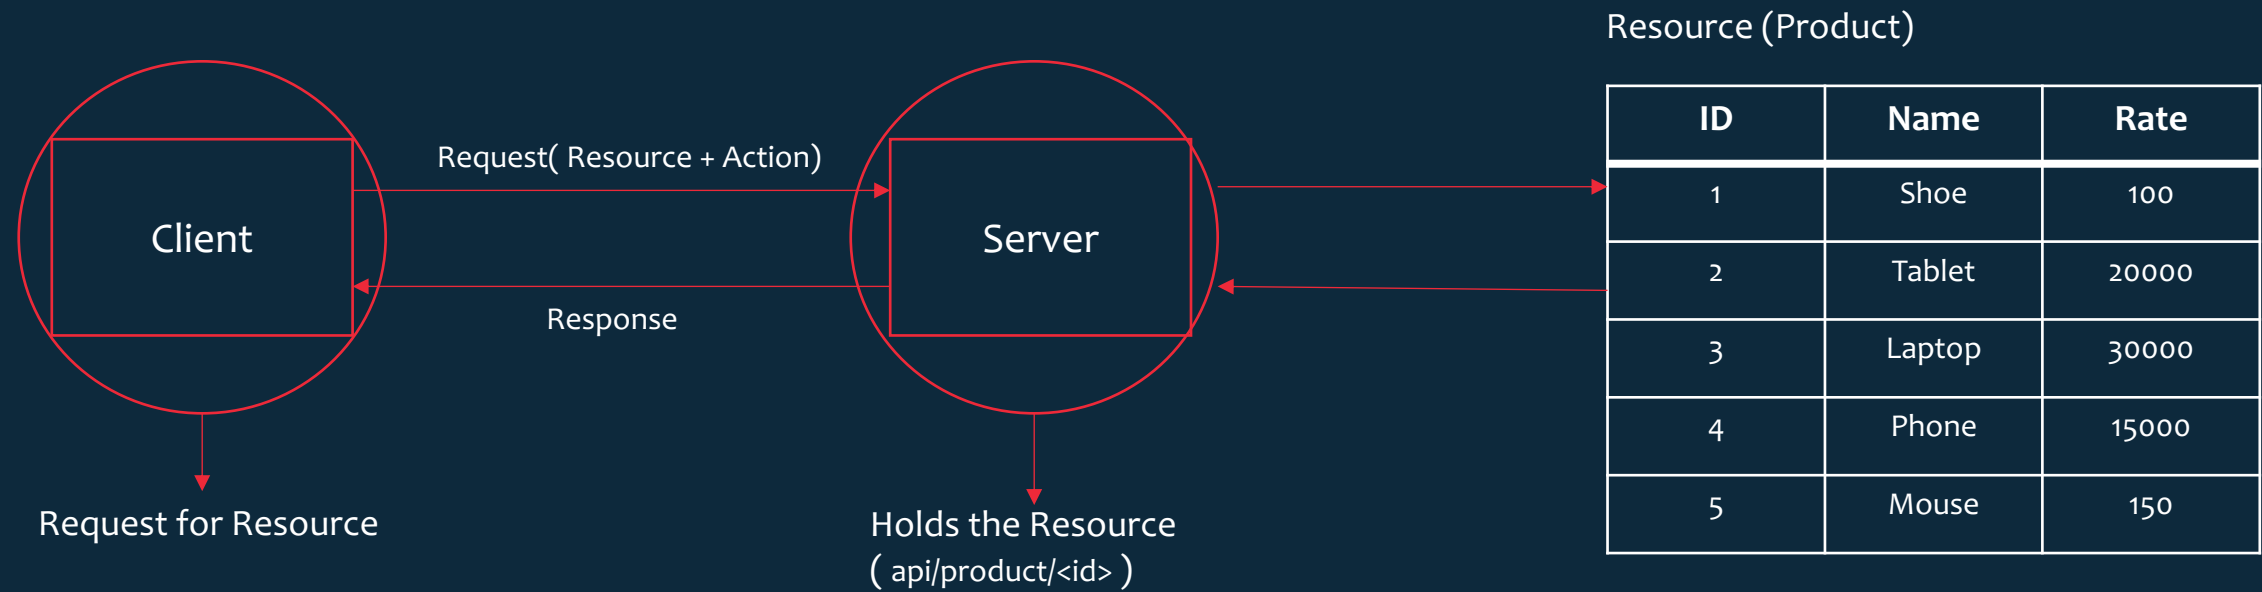 Resource (Product)
Client
Request( Resource + Action)
Response
Server
Request for Resource
Holds the Resource
( api/product/<id> )
ID Name Rate
1 Shoe 100
2 Tablet 20000
3 Laptop 30000
4 Phone 15000
5 Mouse 150